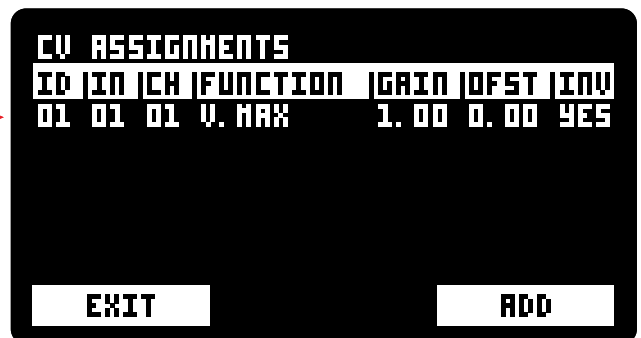 CV ASSIGNMENTS
ID |IN |CH |FUNCTION |GAIN |OFST |INV
01 01 01 V.MAX 1.00 0.00 YES
EXIT ADD